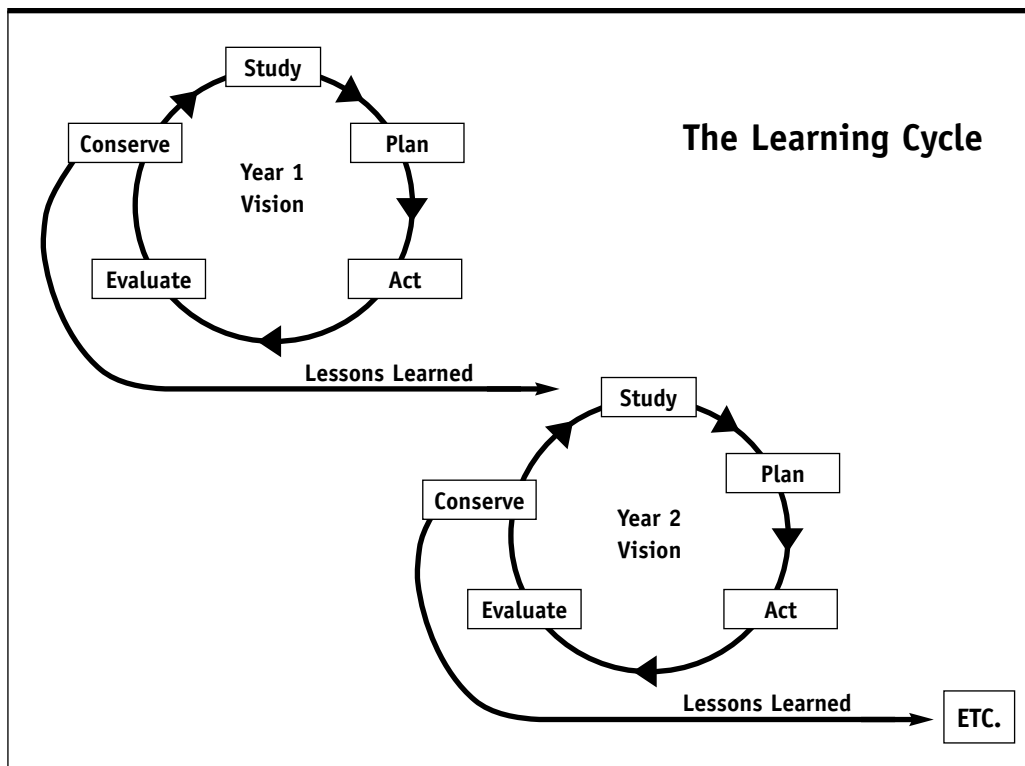 The Learning Cycle
Study
Plan
Act
Evaluate
Conserve
Year 1
Vision
Lessons Learned
Study
Plan
Act
Evaluate
Conserve
Year 2
Vision
Lessons Learned
ETC.